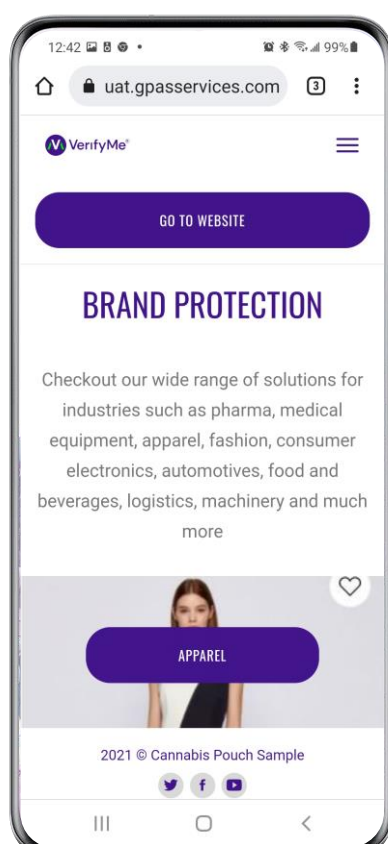 12:42
99%
uat.gpasservices.com
3
VerifyMe®
GO TO WEBSITE
BRAND PROTECTION
Checkout our wide range of solutions for
industries such as pharma, medical
equipment, apparel, fashion, consumer
electronics, automotives, food and
beverages, logistics, machinery and much
more
APPAREL
2021 © Cannabis Pouch Sample